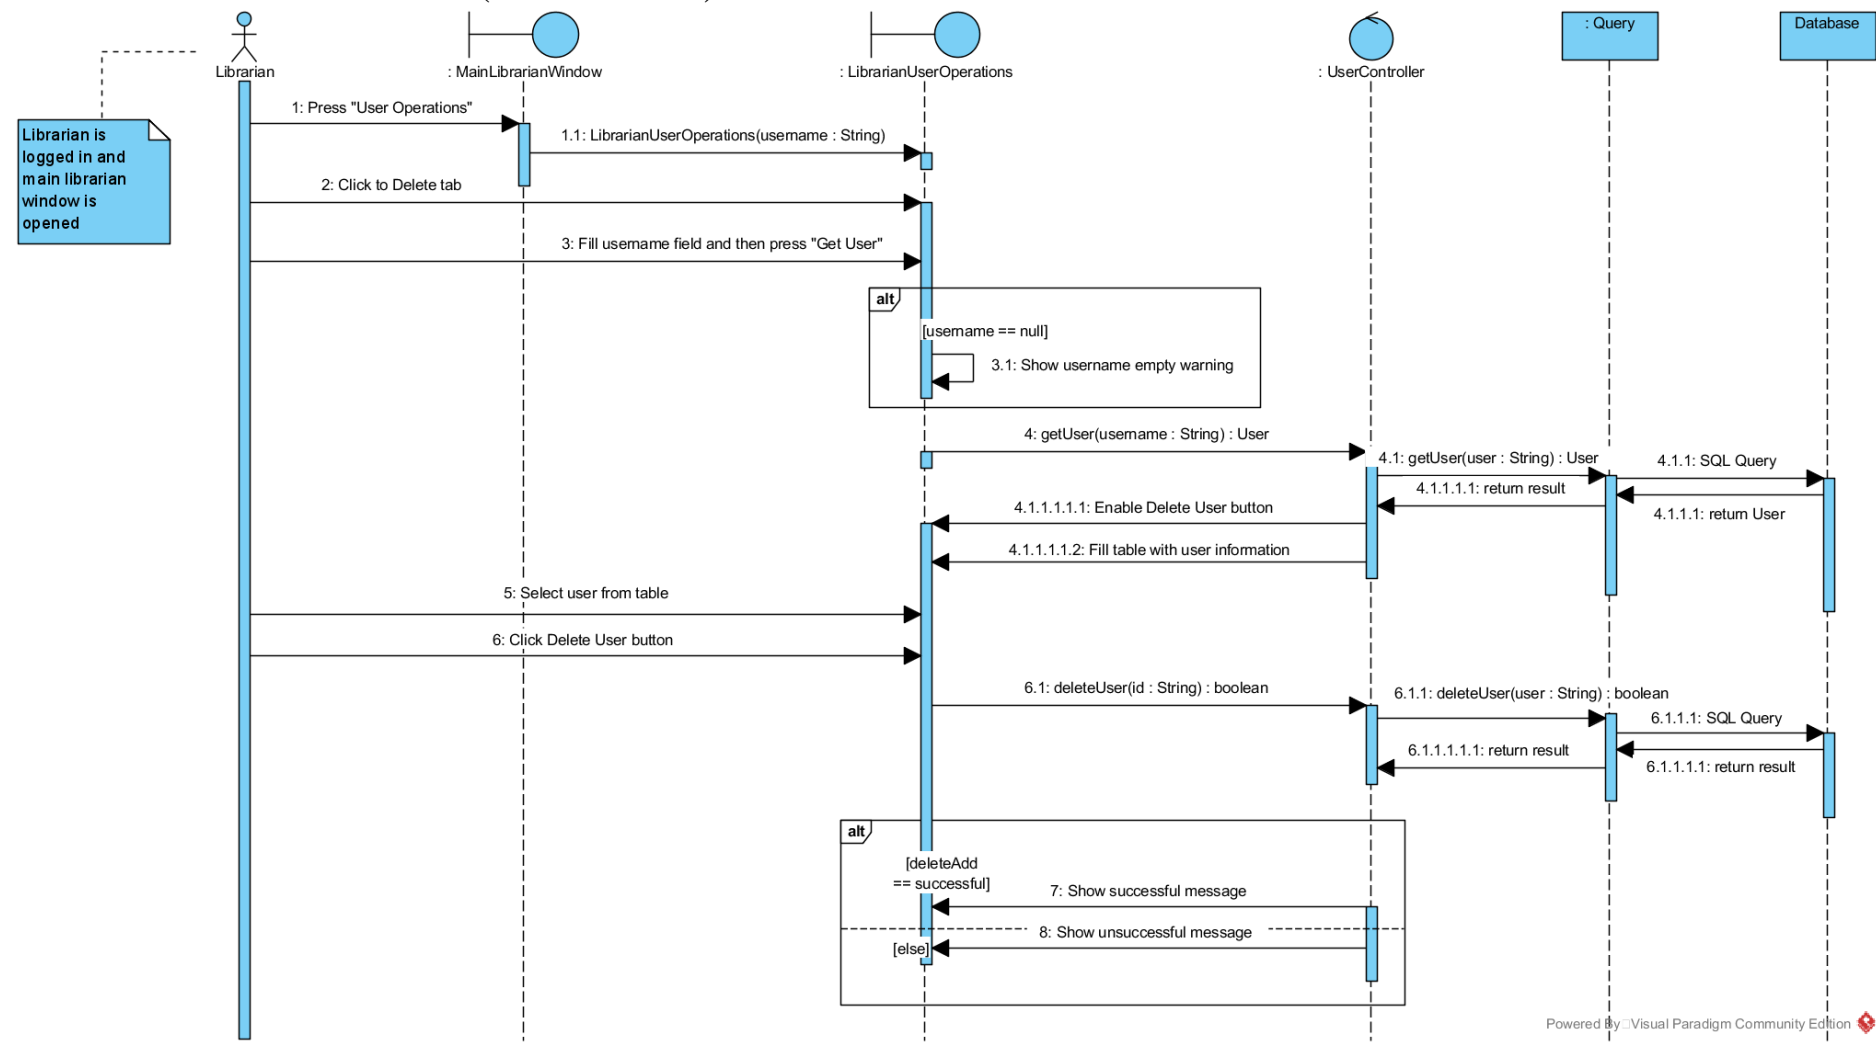 : Query
Database
Librarian
: MainLibrarianWindow
: LibrarianUserOperations
: UserController
1: Press "User Operations"
Librarian is
logged in and
main librarian
window is
opened
1.1: LibrarianUserOperations(username : String)
2: Click to Delete tab
3: Fill username field and then press "Get User"
alt
[username == null]
3.1: Show username empty warning
4: getUser(username : String) : User
4.1: getUser(user : String) : User
4.1.1: SQL Query
4.1.1.1.1: return result
4.1.1.1: return User
4.1.1.1.1.1: Enable Delete User button
4.1.1.1.1.2: Fill table with user information
5: Select user from table
6: Click Delete User button
6.1: deleteUser(id : String) : boolean
6.1.1: deleteUser(user : String) : boolean
6.1.1.1: SQL Query
6.1.1.1.1.1: return result
6.1.1.1.1: return result
alt
[deleteAdd
== successful]
7: Show successful message
8: Show unsuccessful message
[else]
Powered By Visual Paradigm Community Edition